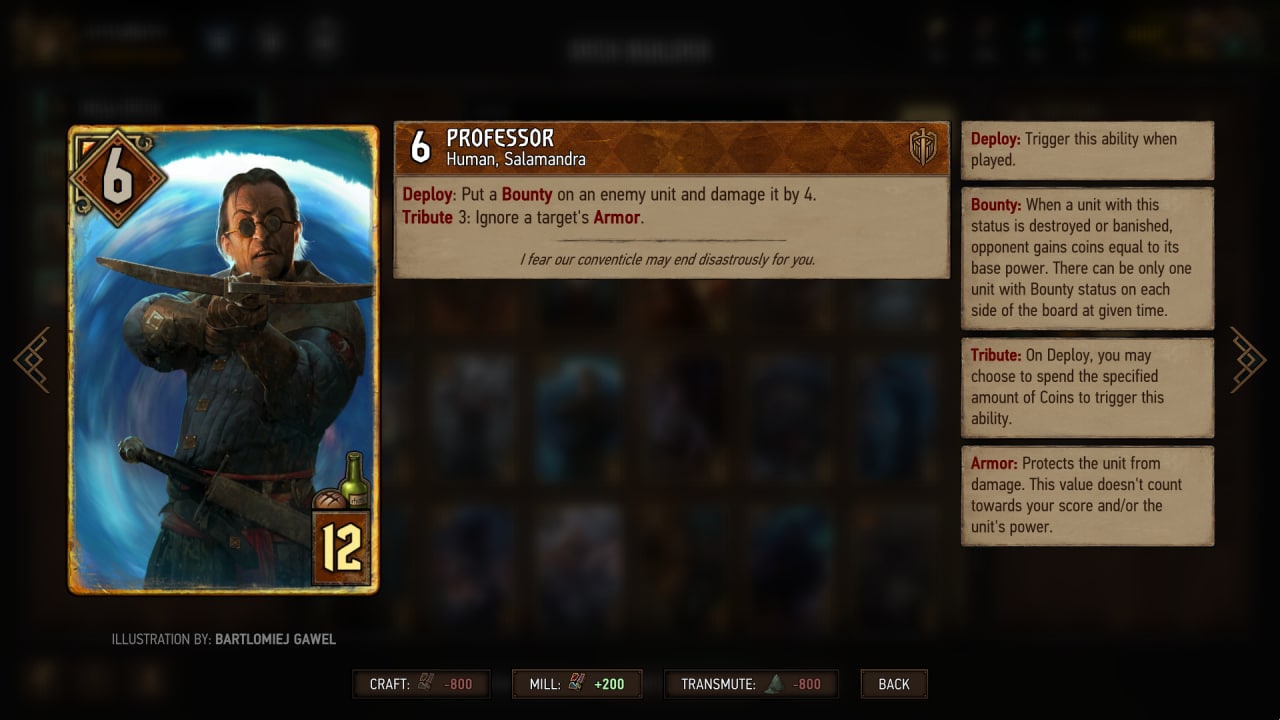 6
12
6 PROFESSOR
Human, Salamandra
Deploy: Put a Bounty on an enemy unit and damage it by 4.
Tribute 3: Ignore a target's Armor.
I fear our conventicle may end disastrously for you.
Deploy: Trigger this ability when
played.
Bounty: When a unit with this
status is destroyed or banished,
opponent gains coins equal to its
base power. There can be only one
unit with Bounty status on each
side of the board at given time.
Tribute: On Deploy, you may
choose to spend the specified
amount of Coins to trigger this
ability.
Armor: Protects the unit from
damage. This value doesn't count
towards your score and/or the
unit's power.
ILLUSTRATION BY: BARTLOMIEJ GAWEL
CRAFT: -800
MILL: +200
TRANSMUTE: -800
BACK